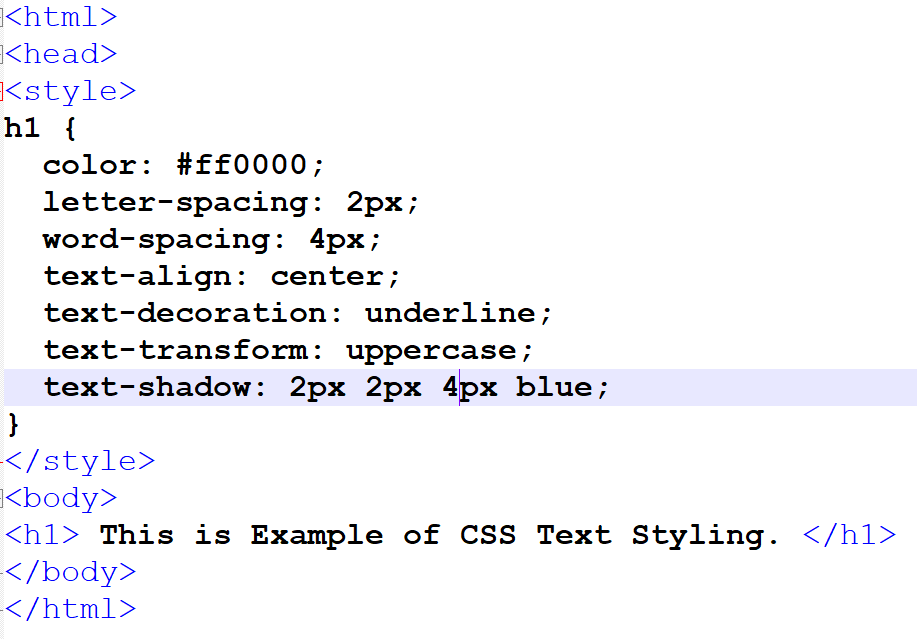 <html>
<head>
<style>
h1 {
  color: #ff0000;
  letter-spacing: 2px;
  word-spacing: 4px;
  text-align: center;
  text-decoration: underline;
  text-transform: uppercase;
  text-shadow: 2px 2px 4px blue;
}
</style>
<body>
<h1> This is Example of CSS Text Styling. </h1>
</body>
</html>